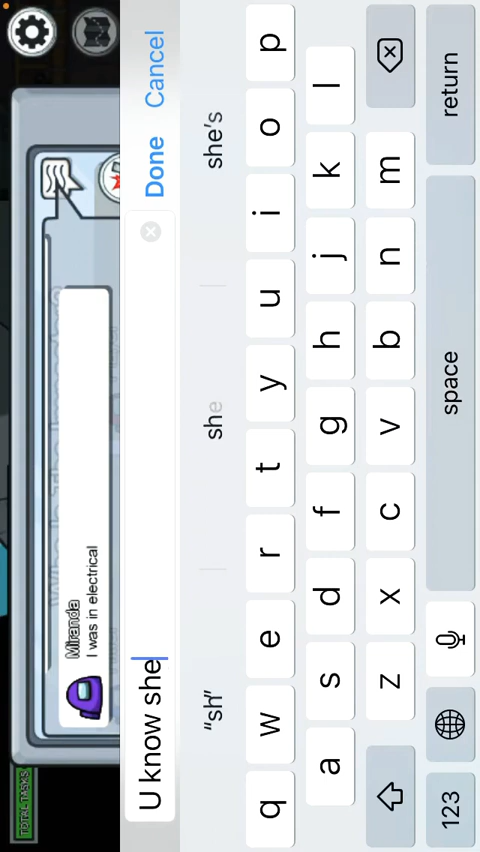 TOTAL TASKS
Miranda
I was in electrical
U know she
Done
Cancel
"sh"
she
she's
q w e r t y u i o p
a s d f g h j k l
z x c v b n m
123
space
return